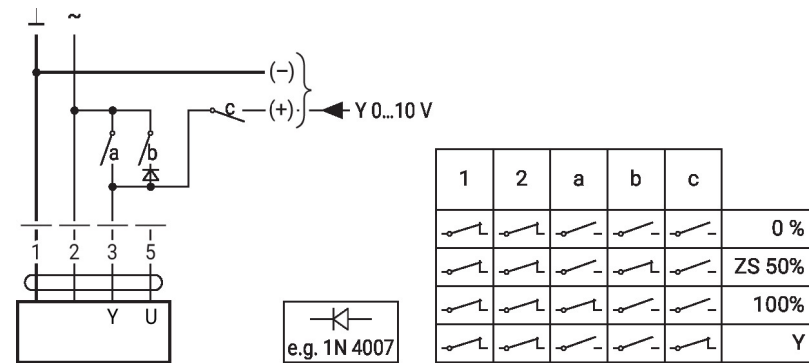 ⊥ ~
(–)
c (+) Y 0...10 V
a b
1 2 3 5
Y U
e.g. 1N 4007
1 2 a b c
0 %
ZS 50%
100%
Y